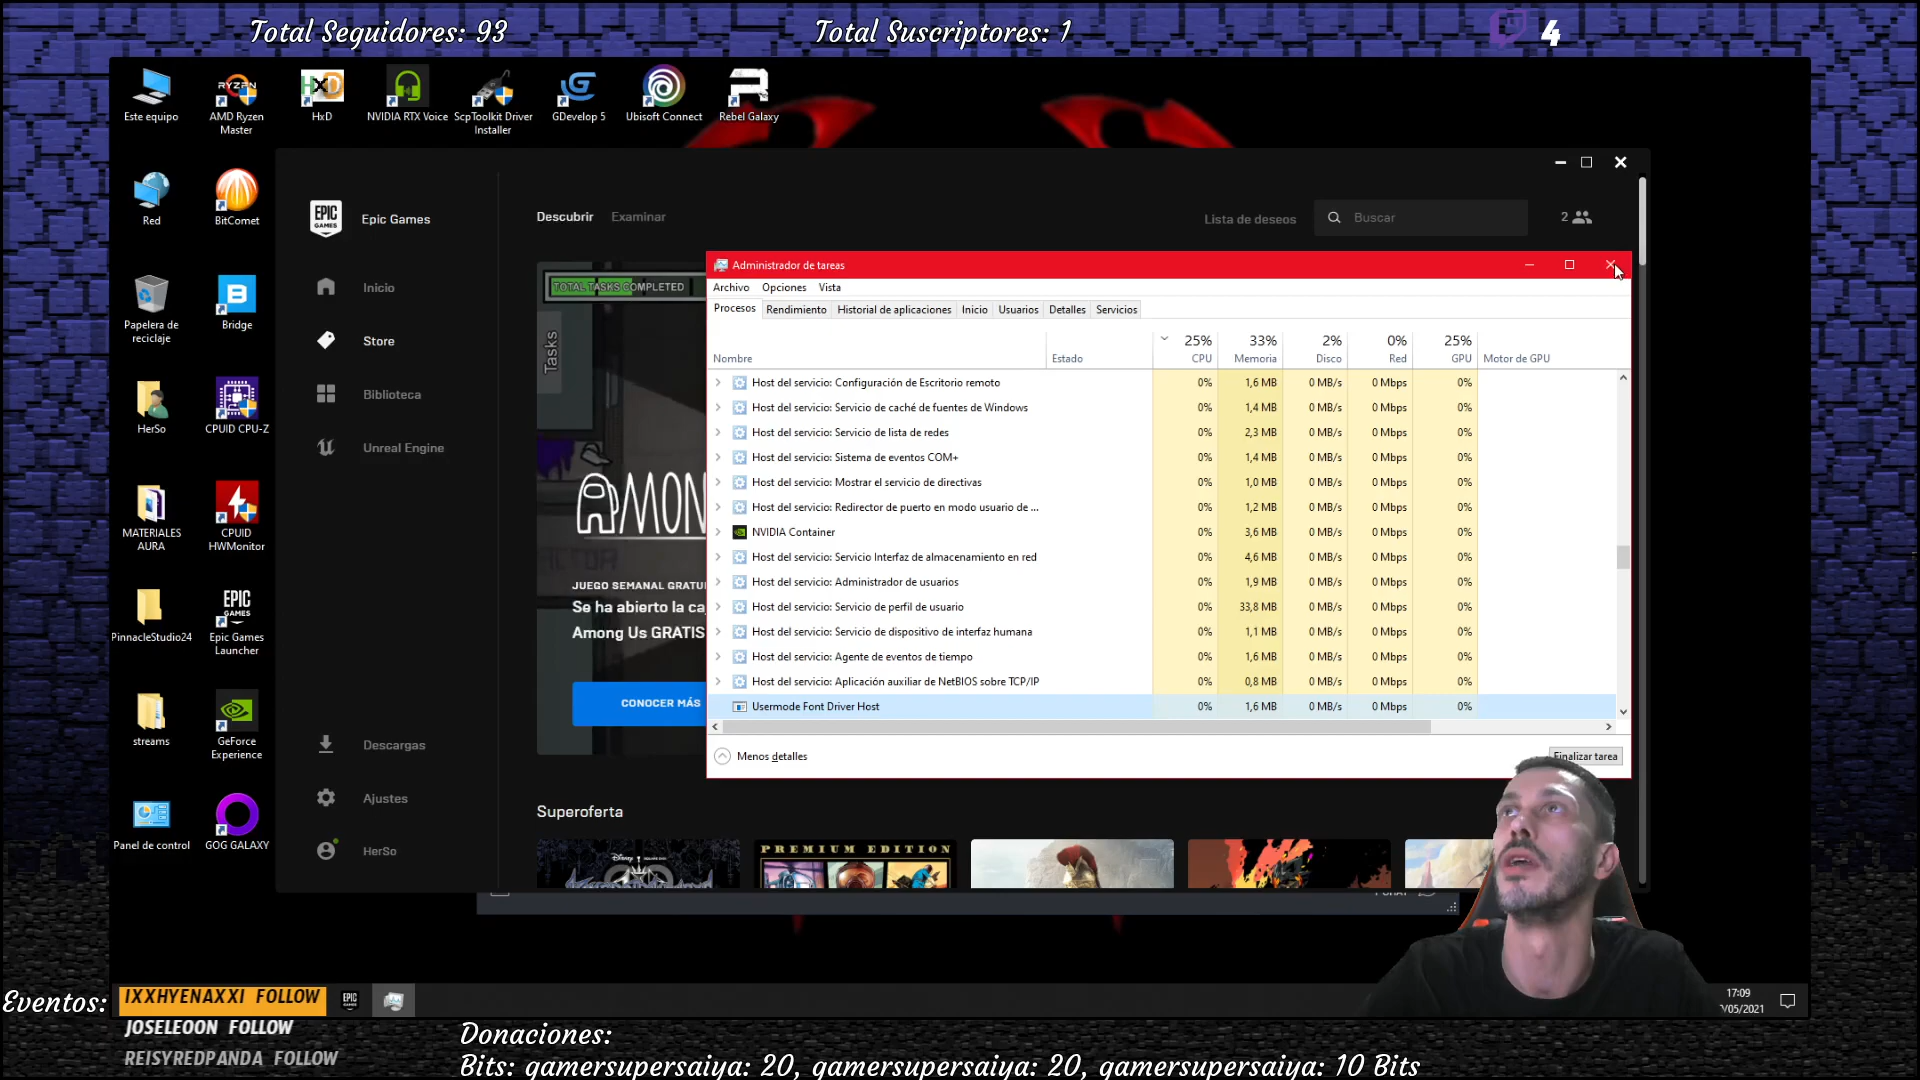 Total Seguidores: 93
Total Suscriptores: 1
4
Este equipo
AMD Ryzen Master
HxD
NVIDIA RTX Voice
ScpToolkit Driver Installer
GDevelop 5
Ubisoft Connect
Rebel Galaxy
Red
BitComet
Papelera de reciclaje
Bridge
HerSo
CPUID CPU-Z
MATERIALES AURA
CPUID HWMonitor
PinnacleStudio24
Epic Games Launcher
streams
GeForce Experience
Panel de control
GOG GALAXY
EPIC GAMES
Epic Games
Inicio
Store
Biblioteca
Unreal Engine
Descargas
Ajustes
HerSo
Descubrir
Examinar
Lista de deseos
Buscar
2
TOTAL TASKS COMPLETED
Tasks
JUEGO SEMANAL GRATU
Se ha abierto la ca
Among Us GRATIS
CONOCER MÁS
Superoferta
Disney
PREMIUM EDITION
Administrador de tareas
Archivo Opciones Vista
Procesos Rendimiento Historial de aplicaciones Inicio Usuarios Detalles Servicios
25% 33% 2% 0% 25%
Nombre Estado CPU Memoria Disco Red GPU Motor de GPU
Host del servicio: Configuración de Escritorio remoto 0% 1,6 MB 0 MB/s 0 Mbps 0%
Host del servicio: Servicio de caché de fuentes de Windows 0% 1,4 MB 0 MB/s 0 Mbps 0%
Host del servicio: Servicio de lista de redes 0% 2,3 MB 0 MB/s 0 Mbps 0%
Host del servicio: Sistema de eventos COM+ 0% 1,4 MB 0 MB/s 0 Mbps 0%
Host del servicio: Mostrar el servicio de directivas 0% 1,0 MB 0 MB/s 0 Mbps 0%
Host del servicio: Redirector de puerto en modo usuario de ... 0% 1,2 MB 0 MB/s 0 Mbps 0%
NVIDIA Container 0% 3,6 MB 0 MB/s 0 Mbps 0%
Host del servicio: Servicio Interfaz de almacenamiento en red 0% 4,6 MB 0 MB/s 0 Mbps 0%
Host del servicio: Administrador de usuarios 0% 1,9 MB 0 MB/s 0 Mbps 0%
Host del servicio: Servicio de perfil de usuario 0% 33,8 MB 0 MB/s 0 Mbps 0%
Host del servicio: Servicio de dispositivo de interfaz humana 0% 1,1 MB 0 MB/s 0 Mbps 0%
Host del servicio: Agente de eventos de tiempo 0% 1,6 MB 0 MB/s 0 Mbps 0%
Host del servicio: Aplicación auxiliar de NetBIOS sobre TCP/IP 0% 0,8 MB 0 MB/s 0 Mbps 0%
Usermode Font Driver Host 0% 1,6 MB 0 MB/s 0 Mbps 0%
Menos detalles
Finalizar tarea
17:09
/05/2021
Eventos:
IXXHYENAXXI FOLLOW
JOSELEOON FOLLOW
REISYREDPANDA FOLLOW
Donaciones:
Bits: gamersupersaiya: 20, gamersupersaiya: 20, gamersupersaiya: 10 Bits